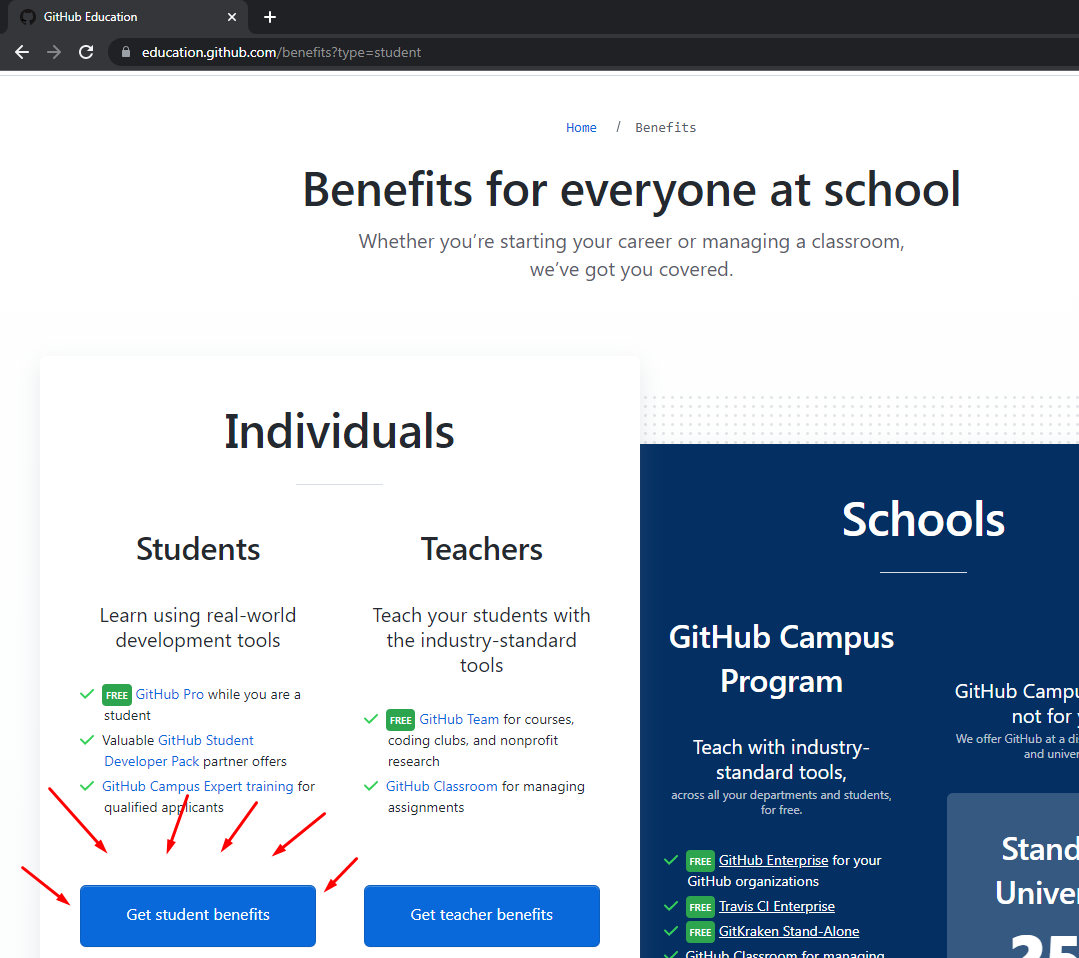 GitHub Education
education.github.com/benefits?type=student
Home / Benefits
Benefits for everyone at school
Whether you’re starting your career or managing a classroom,
we’ve got you covered.
Individuals
Students
Learn using real-world
development tools
FREE GitHub Pro while you are a
student
Valuable GitHub Student
Developer Pack partner offers
GitHub Campus Expert training for
qualified applicants
Get student benefits
Teachers
Teach your students with
the industry-standard
tools
FREE GitHub Team for courses,
coding clubs, and nonprofit
research
GitHub Classroom for managing
assignments
Get teacher benefits
Schools
GitHub Campus
Program
Teach with industry-
standard tools,
across all your departments and students,
for free.
FREE GitHub Enterprise for your
GitHub organizations
FREE Travis CI Enterprise
FREE GitKraken Stand-Alone
GitHub Classroom for managing
GitHub Campu
not for
We offer GitHub at a di
and univer
Stand
Univer
25